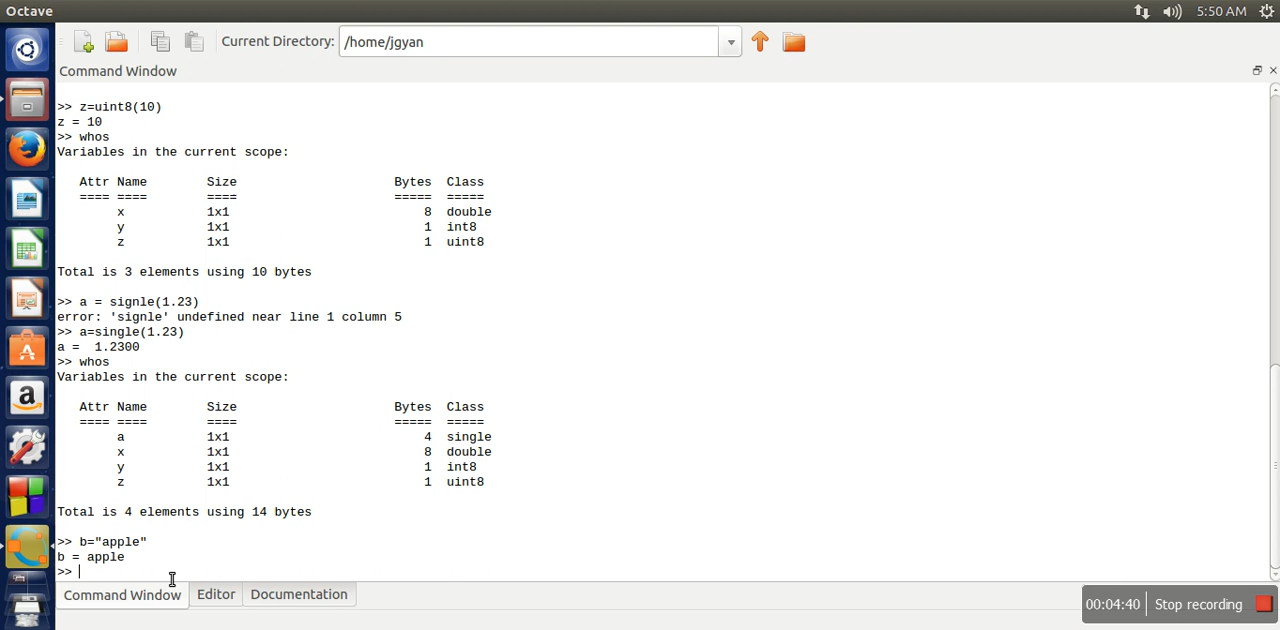 Octave
5:50 AM
Current Directory: /home/jgyan
Command Window
>> z=uint8(10)
z = 10
>> whos
Variables in the current scope:
Attr Name Size Bytes Class
==== ==== ==== ===== =====
x 1x1 8 double
y 1x1 1 int8
z 1x1 1 uint8
Total is 3 elements using 10 bytes
>> a = signle(1.23)
error: 'signle' undefined near line 1 column 5
>> a=single(1.23)
a = 1.2300
>> whos
Variables in the current scope:
Attr Name Size Bytes Class
==== ==== ==== ===== =====
a 1x1 4 single
x 1x1 8 double
y 1x1 1 int8
z 1x1 1 uint8
Total is 4 elements using 14 bytes
>> b="apple"
b = apple
>>
Command Window Editor Documentation
00:04:40 Stop recording